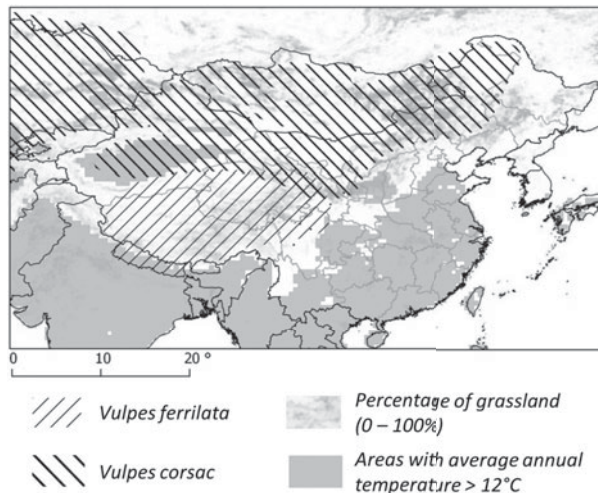 0 10 20 °
Vulpes ferrilata
Percentage of grassland
(0 – 100%)
Vulpes corsac
Areas with average annual
temperature > 12°C